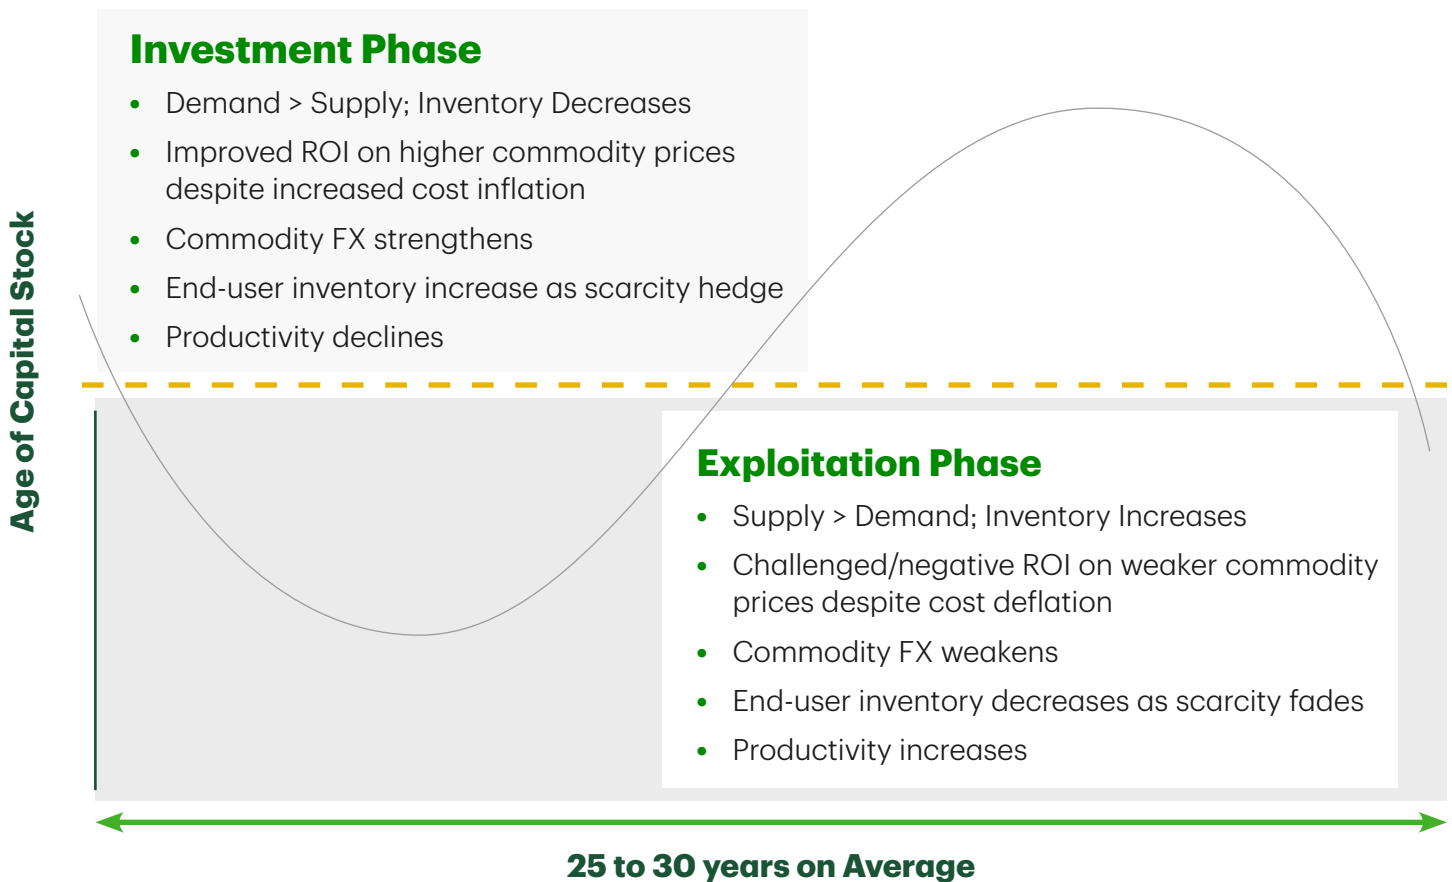 Investment Phase
• Demand > Supply; Inventory Decreases
• Improved ROI on higher commodity prices
despite increased cost inflation
• Commodity FX strengthens
• End-user inventory increase as scarcity hedge
• Productivity declines
Age of Capital Stock
Exploitation Phase
• Supply > Demand; Inventory Increases
• Challenged/negative ROI on weaker commodity
prices despite cost deflation
• Commodity FX weakens
• End-user inventory decreases as scarcity fades
• Productivity increases
25 to 30 years on Average